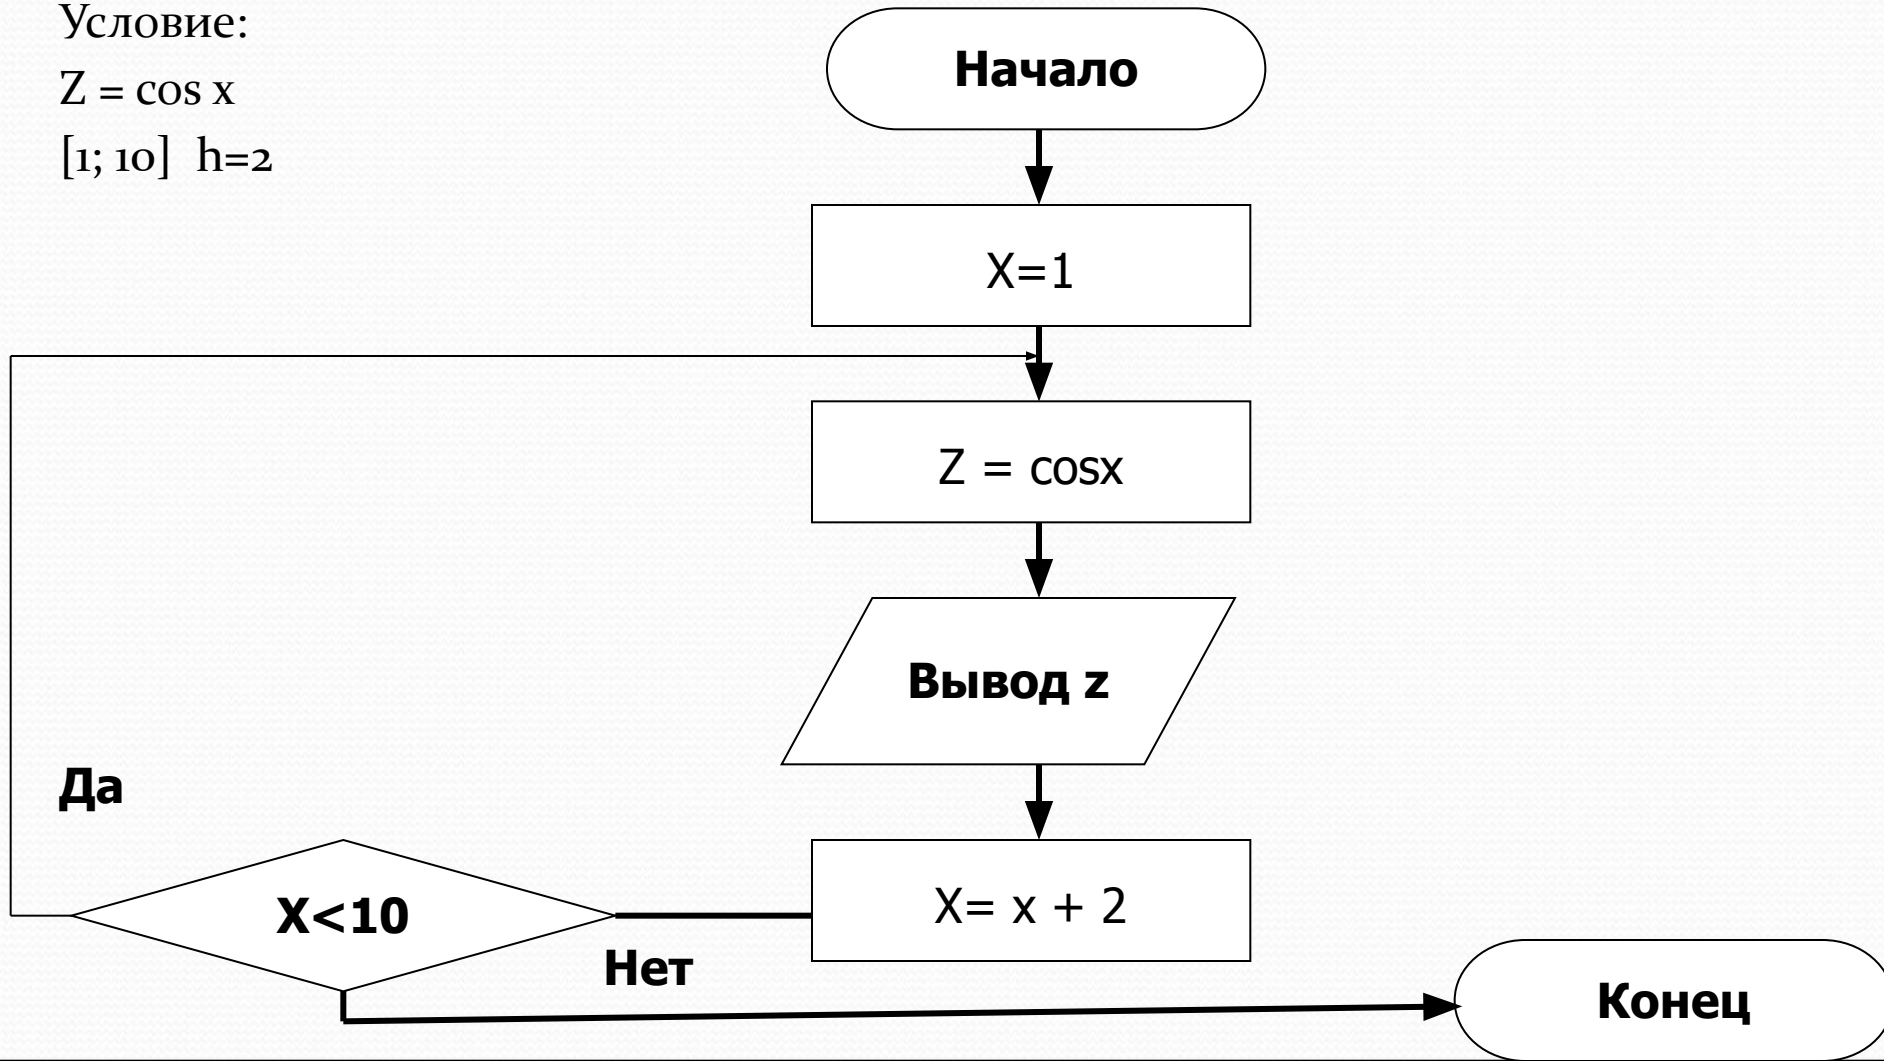 Условие:
Z = cos x
[1; 10] h=2
Начало
X=1
Z = cosx
Вывод z
X= x + 2
Да
X<10
Нет
Конец